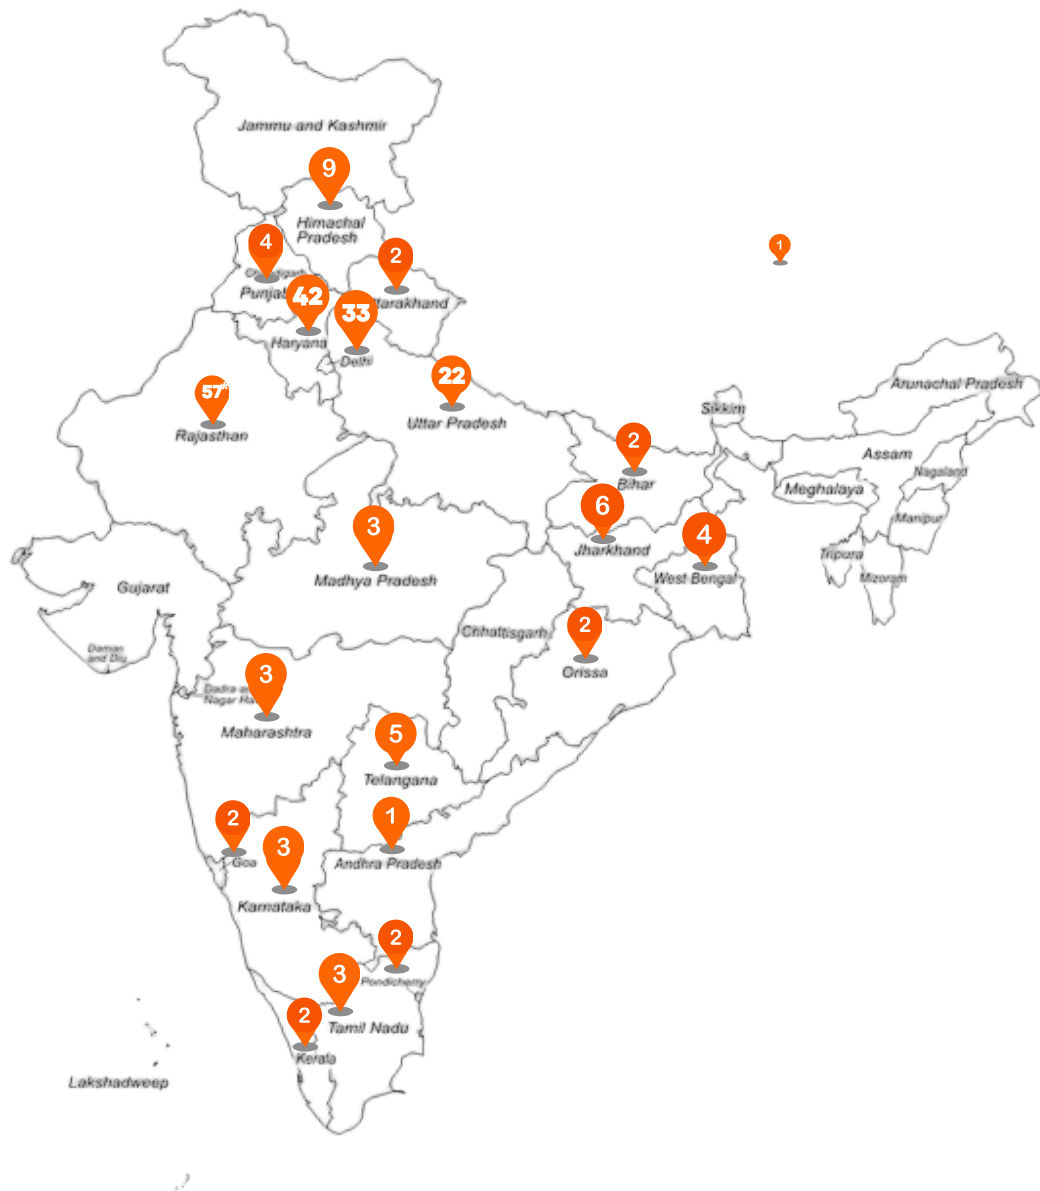 Jammu and Kashmir
9
Himachal
Pradesh
4
Chandigarh
Punjab
2
Uttarakhand
1
42
Haryana
33
Delhi
57*
Rajasthan
22
Uttar Pradesh
Sikkim
Arunachal Pradesh
Assam
Nagaland
Meghalaya
Manipur
Tripura
Mizoram
2
Bihar
6
Jharkhand
4
West Bengal
3
Madhya Pradesh
Gujarat
Daman
and Diu
Chhattisgarh
2
Orissa
3
Dadra
Nagar
Maharashtra
5
Telangana
1
Andhra Pradesh
2
Goa
3
Karnataka
2
Pondicherry
3
Tamil Nadu
2
Kerala
Lakshadweep